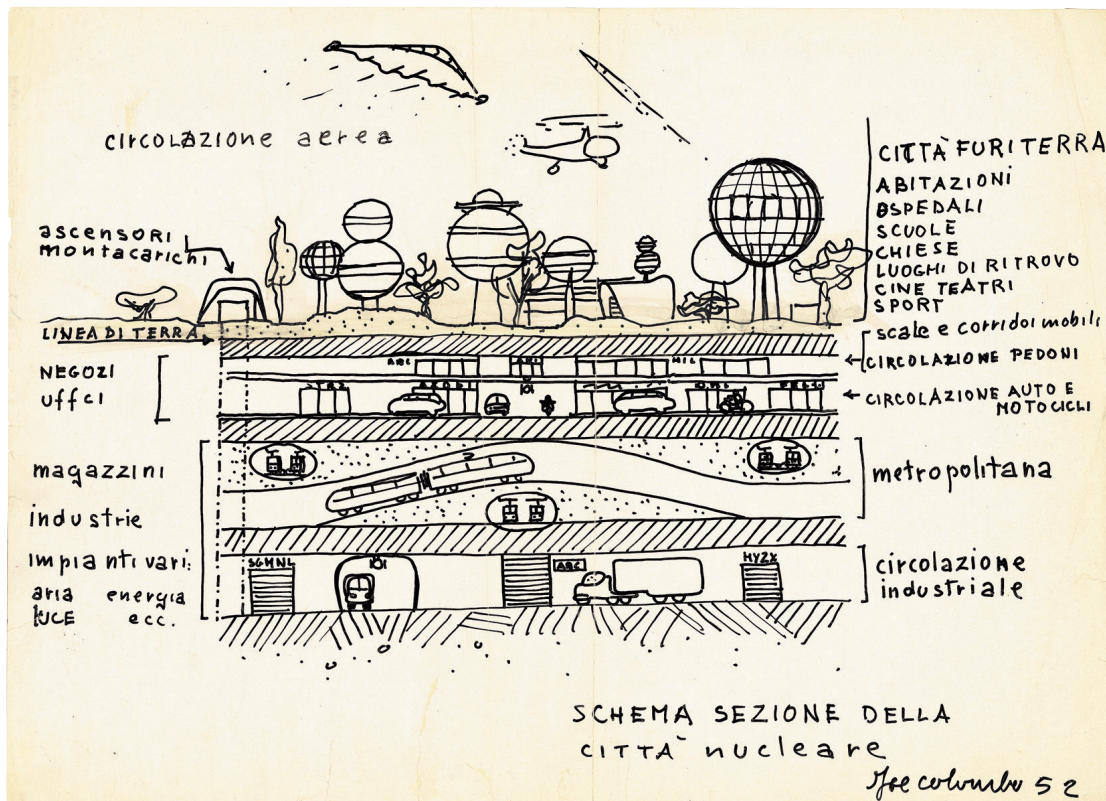 circolazione aerea
ascensori
montacarichi
LINEA DI TERRA
NEGOZI
uffci
magazzini
industrie
Impianti vari:
aria energia
LUCE ecc.
CITTÀ FURITERRA
ABITAZIONI
OSPEDALI
SCUOLE
CHIESE
LUOGHI DI RITROVO
CINE TEATRI
SPORT
scale e corridoi mobili
CIRCOLAZIONE PEDONI
CIRCOLAZIONE AUTO E
MOTOCICLI
metropolitana
circolazione
industriale
SGMNL
ABC
HYZX
SCHEMA SEZIONE DELLA
CITTÀ nucleare
Joe colombo 52